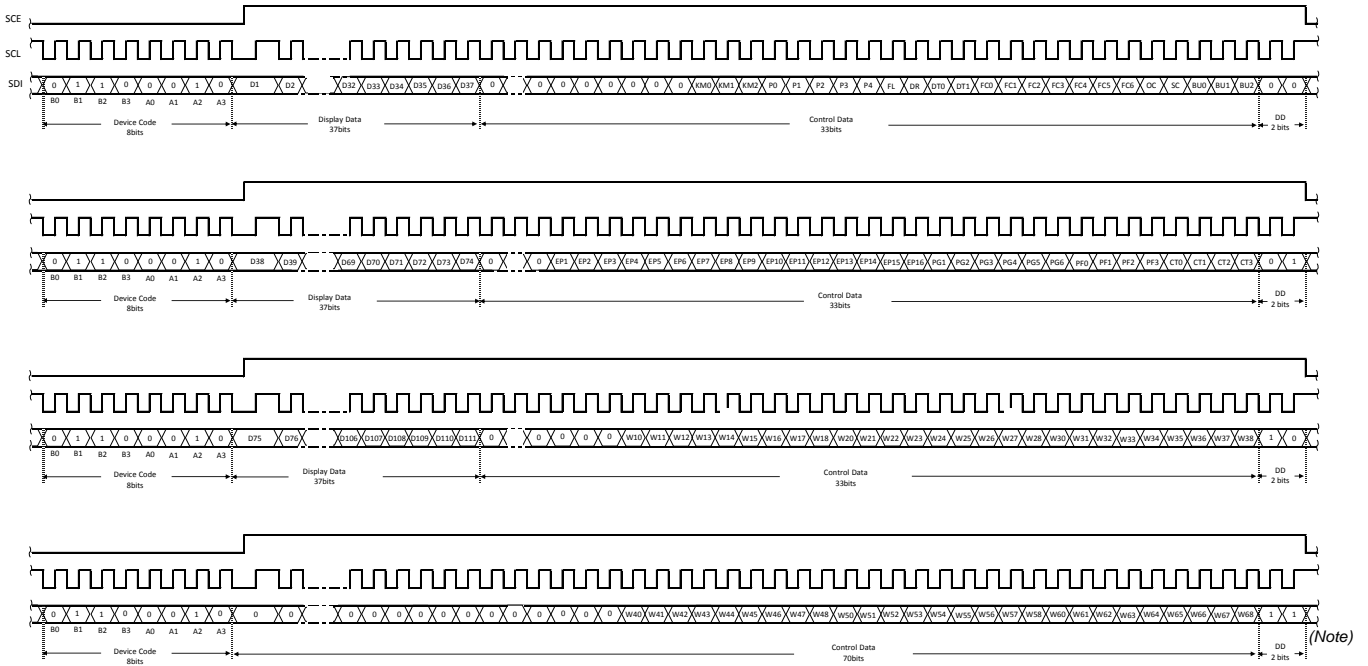 SCE
SCL
SDI 0 1 1 0 0 0 1 0 D1 D2 D32 D33 D34 D35 D36 D37 0 0 0 0 0 0 0 0 KM0 KM1 KM2 P0 P1 P2 P3 P4 FL DR DT0 DT1 FC0 FC1 FC2 FC3 FC4 FC5 FC6 OC SC BU0 BU1 BU2 0 0
B0 B1 B2 B3 A0 A1 A2 A3
Device Code 8bits
Display Data 37bits
Control Data 33bits
DD 2 bits
0 1 1 0 0 0 1 0 D38 D39 D69 D70 D71 D72 D73 D74 0 0 EP1 EP2 EP3 EP4 EP5 EP6 EP7 EP8 EP9 EP10 EP11 EP12 EP13 EP14 EP15 EP16 PG1 PG2 PG3 PG4 PG5 PG6 PF0 PF1 PF2 PF3 CT0 CT1 CT2 CT3 0 1
B0 B1 B2 B3 A0 A1 A2 A3
Device Code 8bits
Display Data 37bits
Control Data 33bits
DD 2 bits
0 1 1 0 0 0 1 0 D75 D76 D106 D107 D108 D109 D110 D111 0 0 0 0 0 W10 W11 W12 W13 W14 W15 W16 W17 W18 W20 W21 W22 W23 W24 W25 W26 W27 W28 W30 W31 W32 W33 W34 W35 W36 W37 W38 1 0
B0 B1 B2 B3 A0 A1 A2 A3
Device Code 8bits
Display Data 37bits
Control Data 33bits
DD 2 bits
0 1 1 0 0 0 1 0 0 0 0 0 0 0 0 0 0 0 0 0 0 0 W40 W41 W42 W43 W44 W45 W46 W47 W48 W50 W51 W52 W53 W54 W55 W56 W57 W58 W60 W61 W62 W63 W64 W65 W66 W67 W68 1 1
B0 B1 B2 B3 A0 A1 A2 A3
(Note)
Device Code 8bits
Control Data 70bits
DD 2 bits